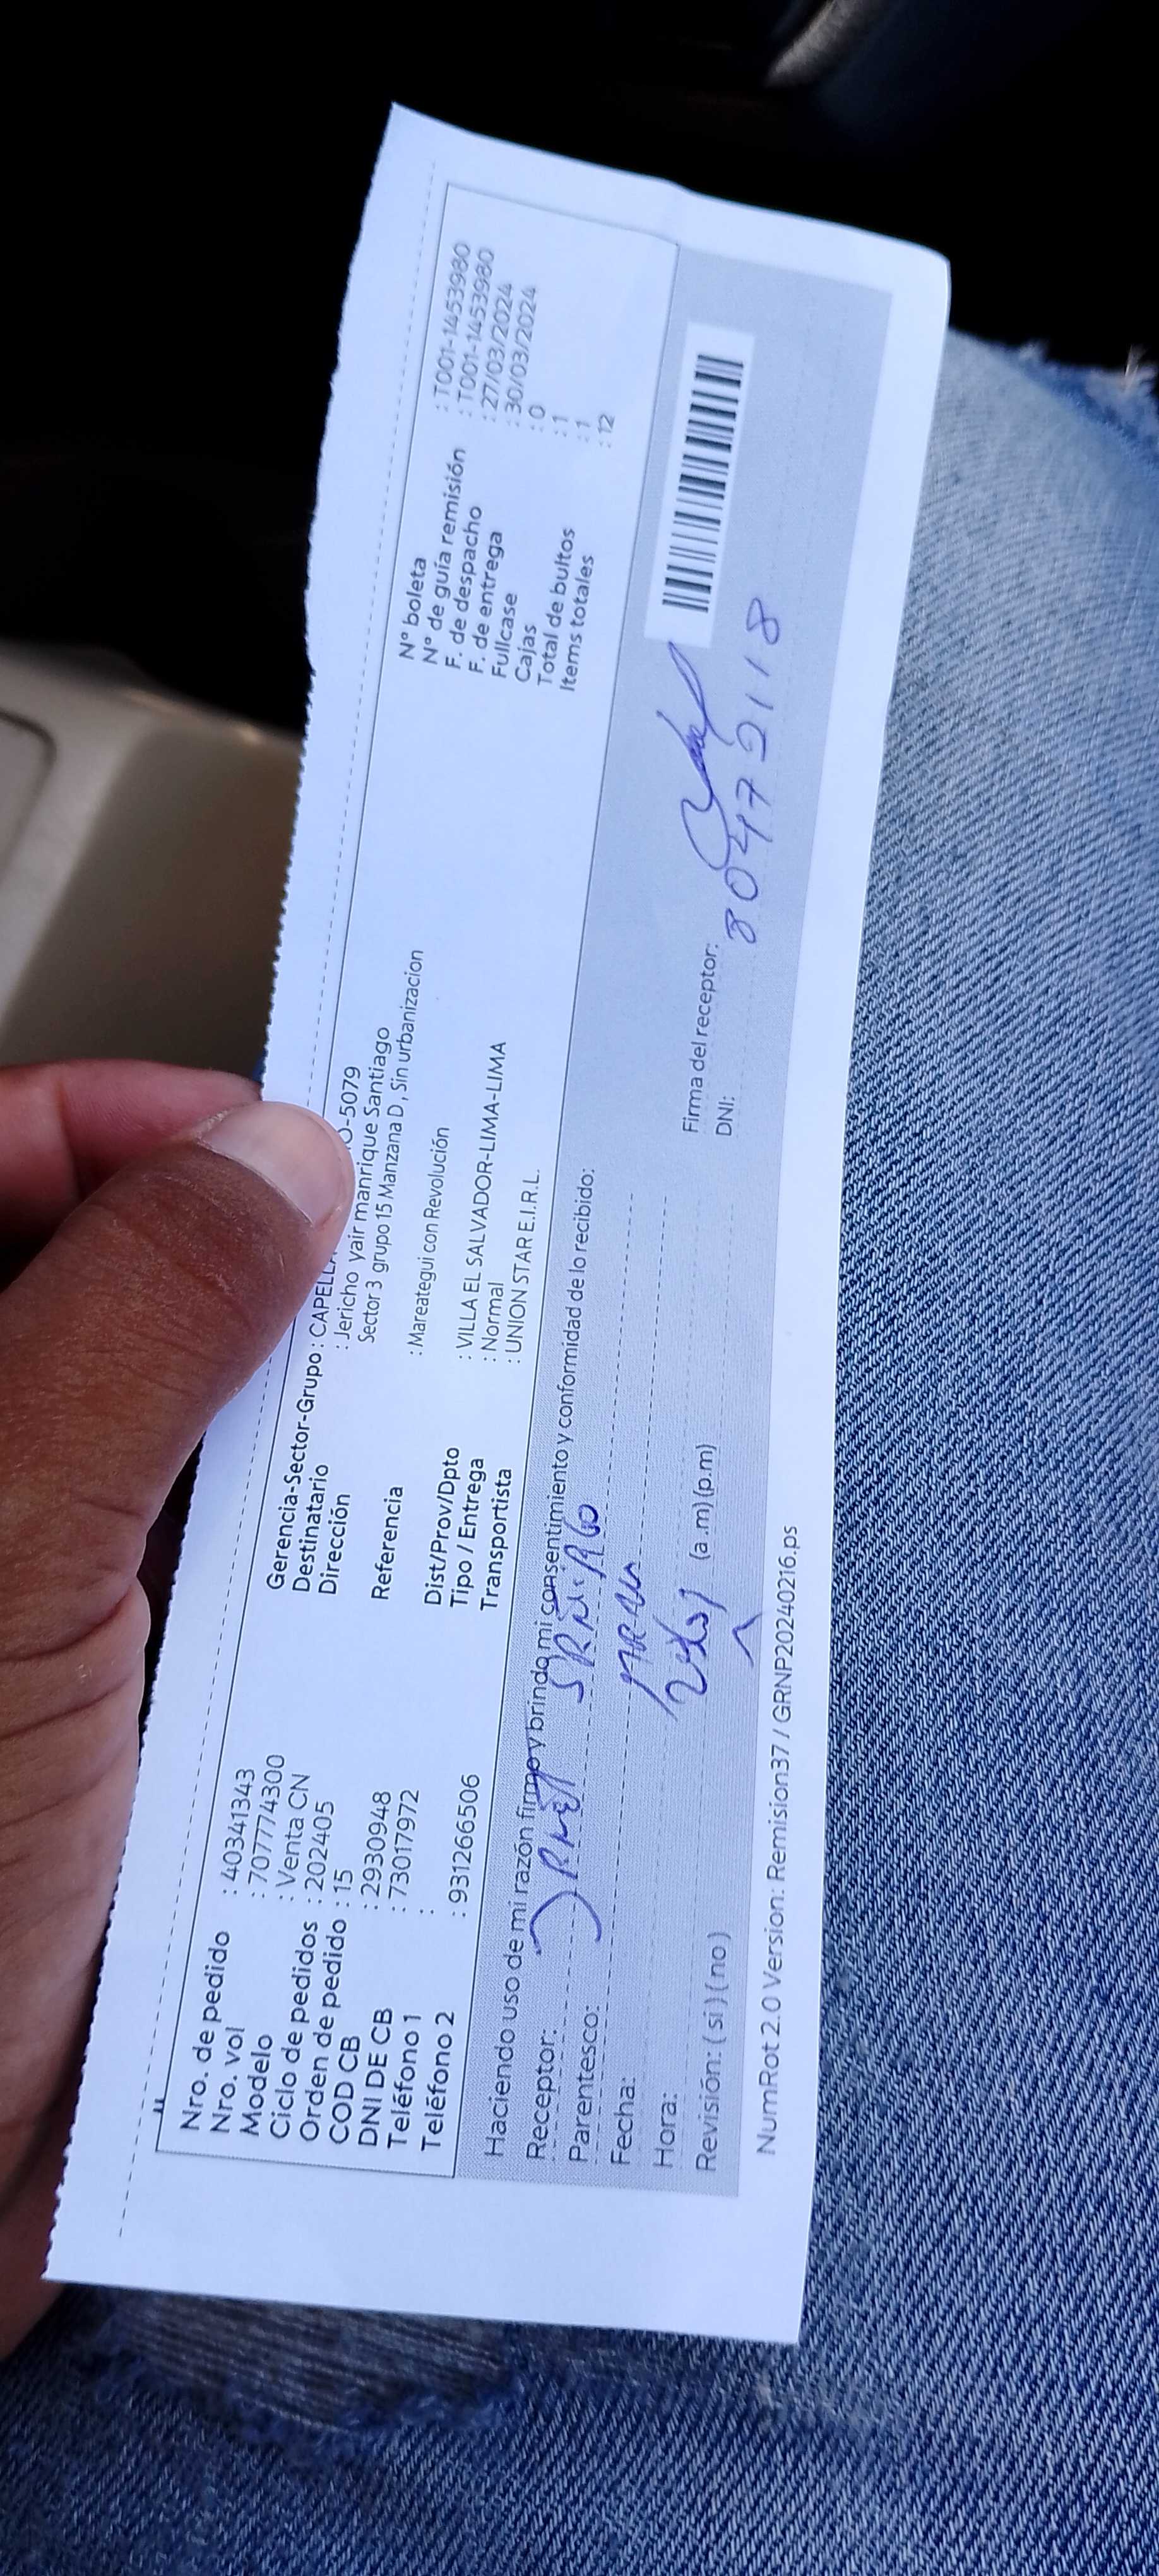 Nro. de pedido : 40341343
Nro. vol : 707774300
Modelo : Venta CN
Ciclo de pedidos : 202405
Orden de pedido : 15
COD CB : 2930948
DNI DE CB : 73017972
Teléfono 1 :
Teléfono 2 : 931266506
Gerencia-Sector-Grupo : CAPELL O-5079
Destinatario : Jericho yair manrique Santiago
Dirección Sector 3 grupo 15 Manzana D , Sin urbanizacion
Referencia : Mareategui con Revolución
Dist/Prov/Dpto : VILLA EL SALVADOR-LIMA-LIMA
Tipo / Entrega : Normal
Transportista : UNION STAR E.I.R.L.
N° boleta : T001-1453980
N° de guía remisión : T001-1453980
F. de despacho : 27/03/2024
F. de entrega : 30/03/2024
Fullcase : 0
Cajas : 1
Total de bultos : 1
Items totales : 12
Haciendo uso de mi razón firmo y brindo mi consentimiento y conformidad de lo recibido:
Receptor:
Parentesco:
Fecha:
Hora: (a.m) (p.m)
Revisión: ( si ) ( no )
Firma del receptor:
DNI: 80472118
NumRot 2.0 Version: Remision37 / GRNP20240216.ps